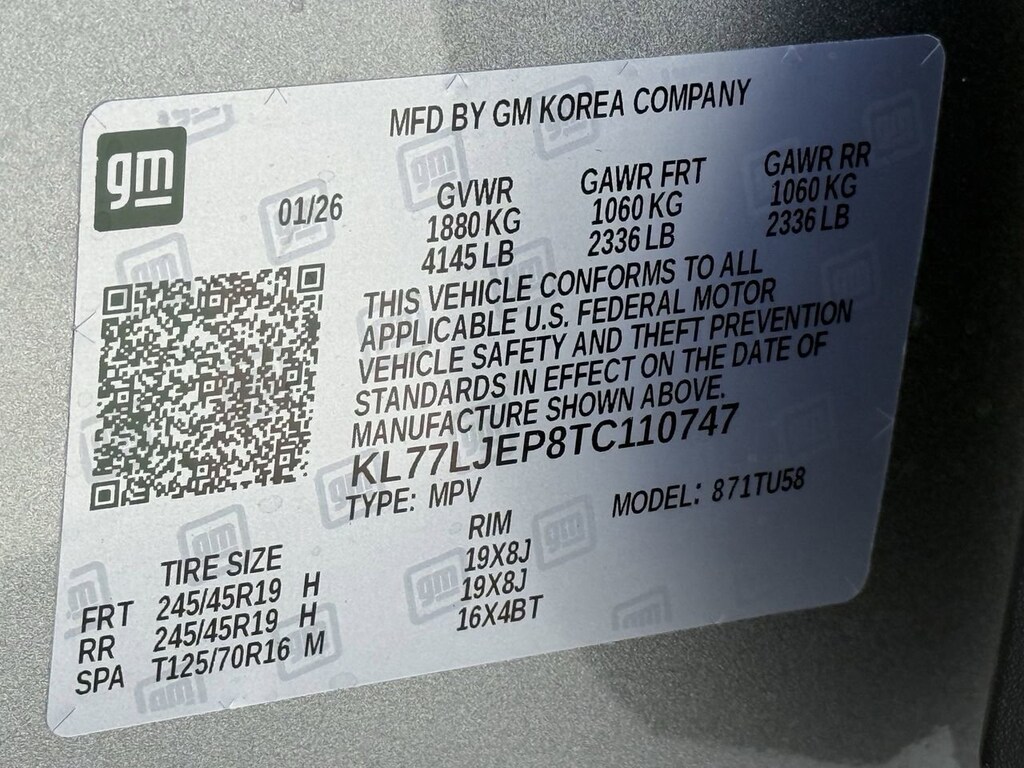 gm
MFD BY GM KOREA COMPANY
01/26
GVWR GAWR FRT GAWR RR
1880 KG 1060 KG 1060 KG
4145 LB 2336 LB 2336 LB
THIS VEHICLE CONFORMS TO ALL
APPLICABLE U.S. FEDERAL MOTOR
VEHICLE SAFETY AND THEFT PREVENTION
STANDARDS IN EFFECT ON THE DATE OF
MANUFACTURE SHOWN ABOVE.
KL77LJEP8TC110747
TYPE: MPV MODEL: 871TU58
TIRE SIZE RIM
FRT 245/45R19 H 19X8J
RR 245/45R19 H 19X8J
SPA T125/70R16 M 16X4BT